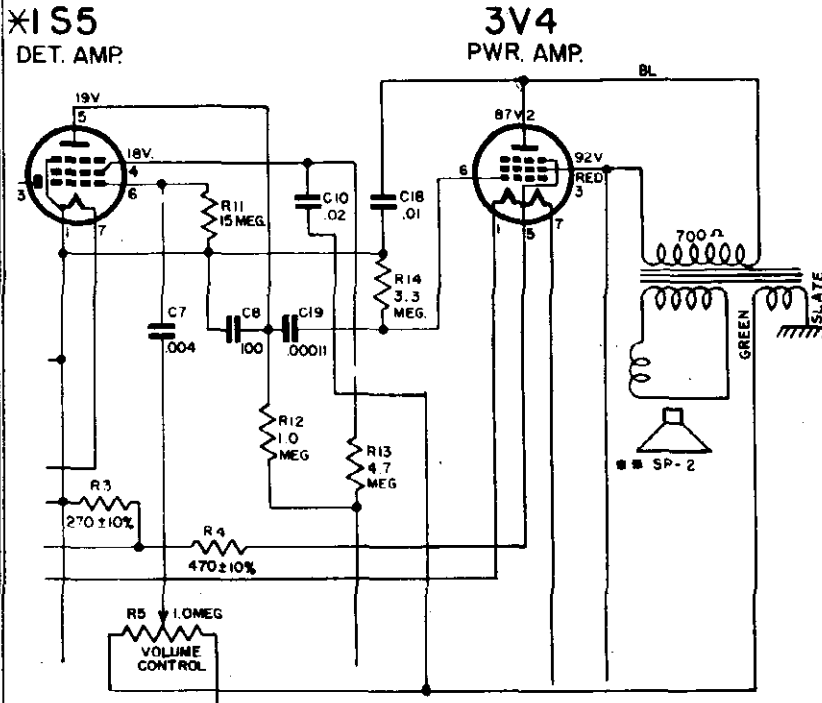 *1S5
DET. AMP.
3V4
PWR. AMP.
BL
19V
5
87V 2
18V.
4
6
3
1
7
6
92V
RED
3
1
5
7
R11
15 MEG.
C10
.02
C18
.01
700Ω
R14
3.3
MEG.
C7
.004
C8
100
C19
.00011
GREEN
SLATE
R12
1.0
MEG
R13
4.7
MEG
** SP-2
R3
270±10%
R4
470±10%
R5 1.0MEG
VOLUME
CONTROL